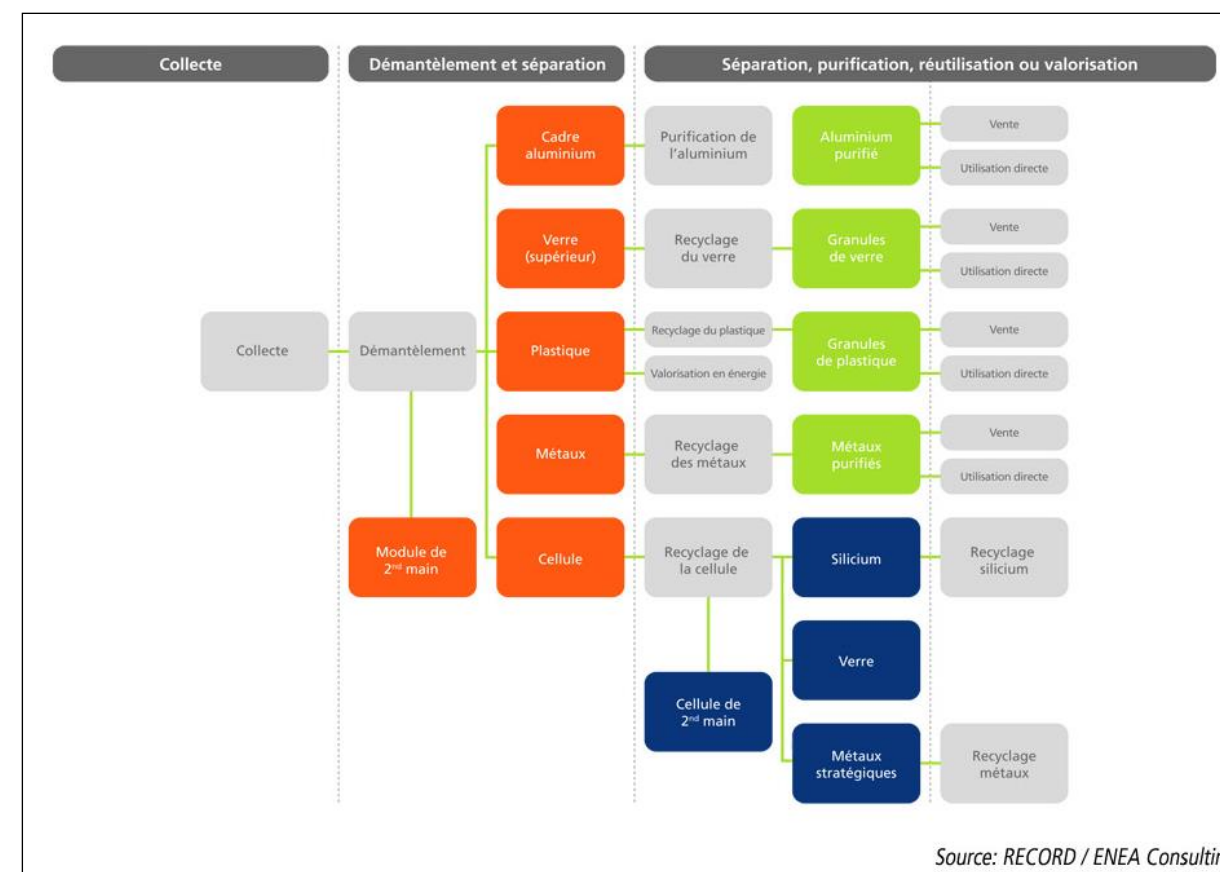 Collecte
Démantèlement et séparation
Séparation, purification, réutilisation ou valorisation
Cadre
aluminium
Purification de
l'aluminium
Aluminium
purifié
Vente
Utilisation directe
Verre
(supérieur)
Recyclage
du verre
Granules
de verre
Vente
Utilisation directe
Collecte
Démantèlement
Plastique
Recyclage du plastique
Valorisation en énergie
Granules
de plastique
Vente
Utilisation directe
Métaux
Recyclage
des métaux
Métaux
purifiés
Vente
Utilisation directe
Module de
2nd main
Cellule
Recyclage de
la cellule
Silicium
Recyclage
silicium
Verre
Cellule de
2nd main
Métaux
stratégiques
Recyclage
métaux
Source: RECORD / ENEA Consultin